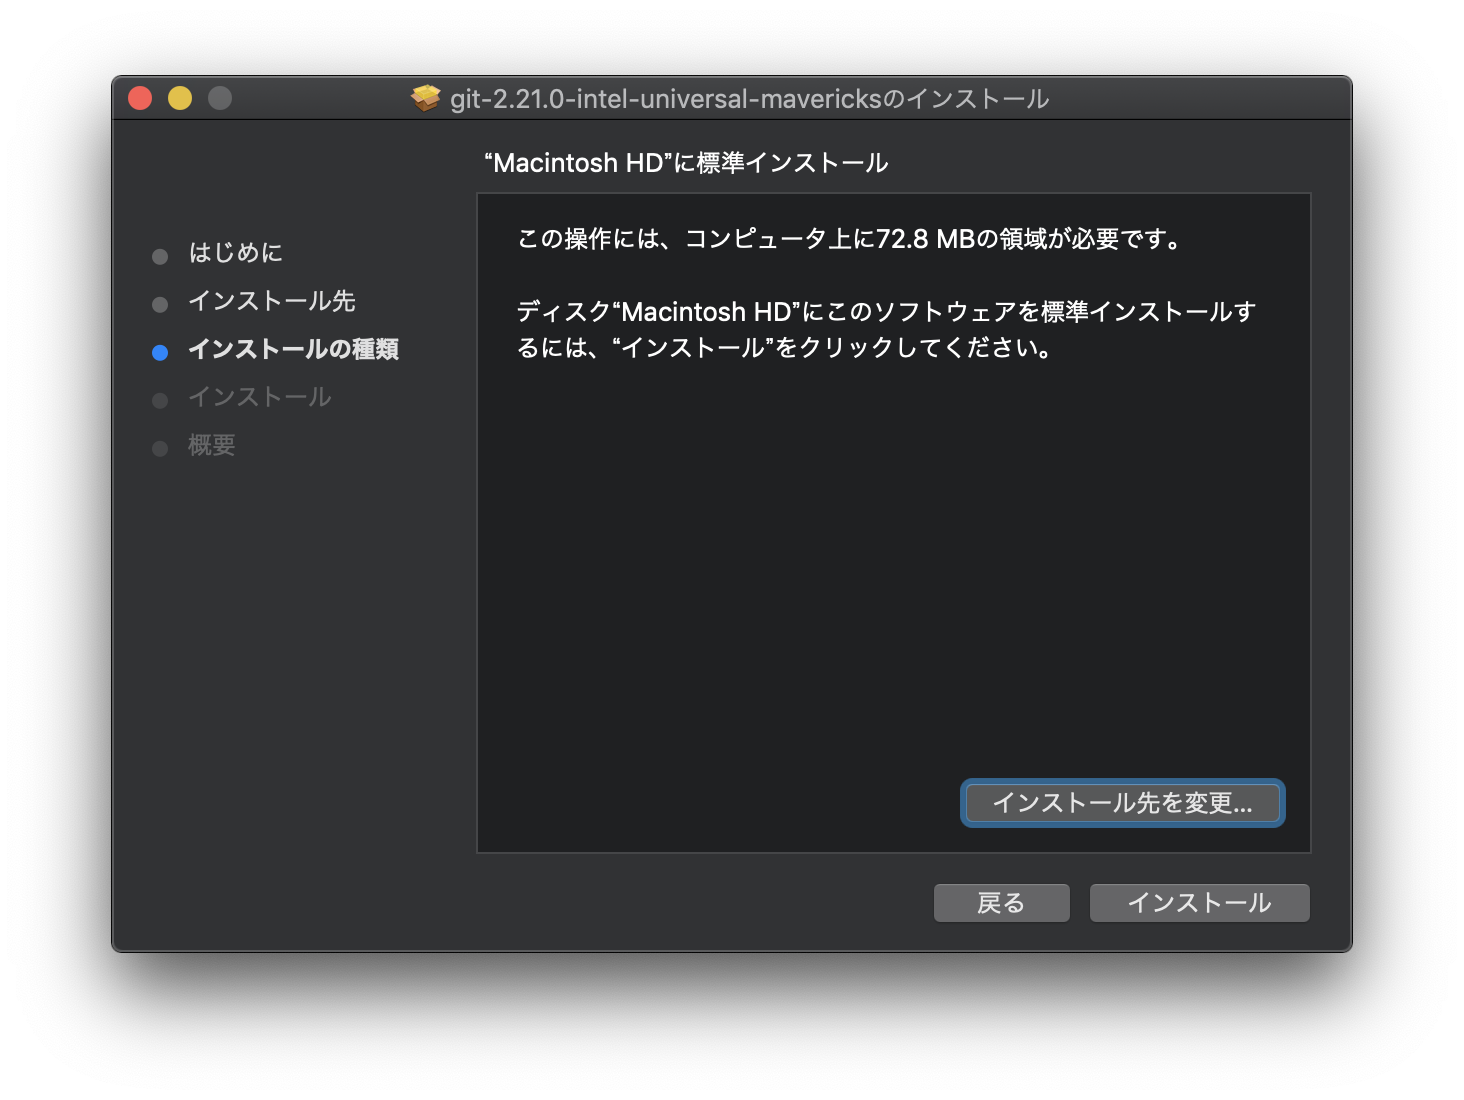 git-2.21.0-intel-universal-mavericksのインストール
“Macintosh HD”に標準インストール
はじめに
インストール先
インストールの種類
インストール
概要
この操作には、コンピュータ上に72.8 MBの領域が必要です。
ディスク“Macintosh HD”にこのソフトウェアを標準インストールす
るには、“インストール”をクリックしてください。
インストール先を変更...
戻る
インストール